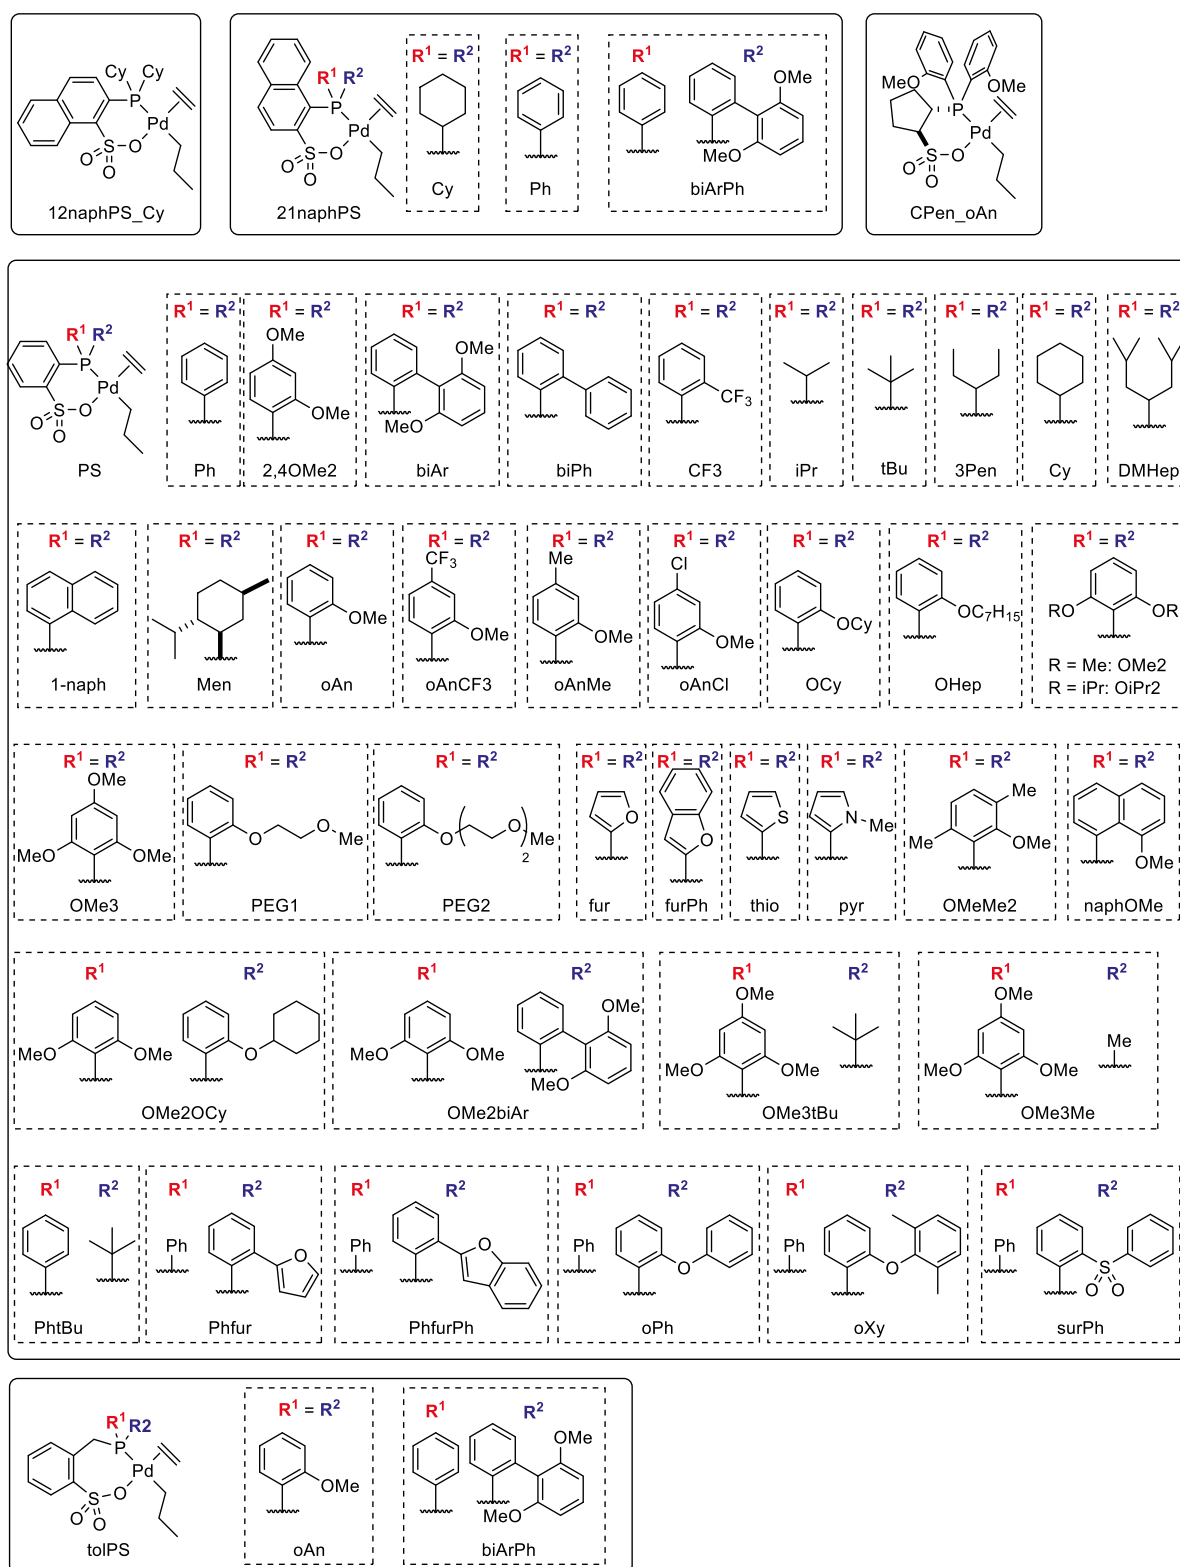 Cy Cy
P
Pd
S
O
O O
12naphPS_Cy
R1 R2
P
Pd
S
O
O
O
21naphPS
R1 = R2
Cy
R1 = R2
Ph
R1 R2
OMe
MeO
biArPh
MeO OMe
P
Pd
S
O
O
O
CPen_oAn
R1 R2
P
Pd
S
O
O
O
PS
R1 = R2
Ph
R1 = R2
OMe
OMe
2,4OMe2
R1 = R2
OMe
MeO
biAr
R1 = R2
biPh
R1 = R2
CF3
CF3
R1 = R2
iPr
R1 = R2
tBu
R1 = R2
3Pen
R1 = R2
Cy
R1 = R2
DMHep
R1 = R2
1-naph
R1 = R2
Men
R1 = R2
OMe
oAn
R1 = R2
CF3
OMe
oAnCF3
R1 = R2
Me
OMe
oAnMe
R1 = R2
Cl
OMe
oAnCl
R1 = R2
OCy
OCy
R1 = R2
OC7H15
OHep
R1 = R2
RO OR
R = Me: OMe2
R = iPr: OiPr2
R1 = R2
OMe
MeO OMe
OMe3
R1 = R2
O O Me
PEG1
R1 = R2
O ( O ) Me
2
PEG2
R1 = R2
O
fur
R1 = R2
O
furPh
R1 = R2
S
thio
R1 = R2
N Me
pyr
R1 = R2
Me
Me OMe
OMeMe2
R1 = R2
OMe
naphOMe
R1 R2
MeO OMe
O
OMe2OCy
R1 R2
MeO OMe
OMe
MeO
OMe2biAr
R1 R2
OMe
MeO OMe
OMe3tBu
R1 R2
OMe
MeO OMe
Me
OMe3Me
R1 R2
PhtBu
R1 R2
Ph
O
Phfur
R1 R2
Ph
O
PhfurPh
R1 R2
Ph
O
oPh
R1 R2
Ph
O
oXy
R1 R2
Ph
S
O O
surPh
R1 R2
P
Pd
S
O
O
O
tolPS
R1 = R2
OMe
oAn
R1 R2
OMe
MeO
biArPh